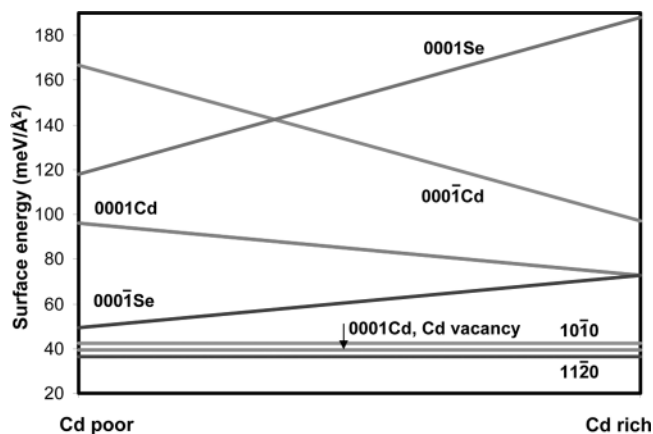 180
160
140
120
100
80
60
40
20
Surface energy (meV/Å²)
0001Se
0001̄Cd
0001Cd
0001̄Se
0001Cd, Cd vacancy
101̄0
112̄0
Cd poor
Cd rich